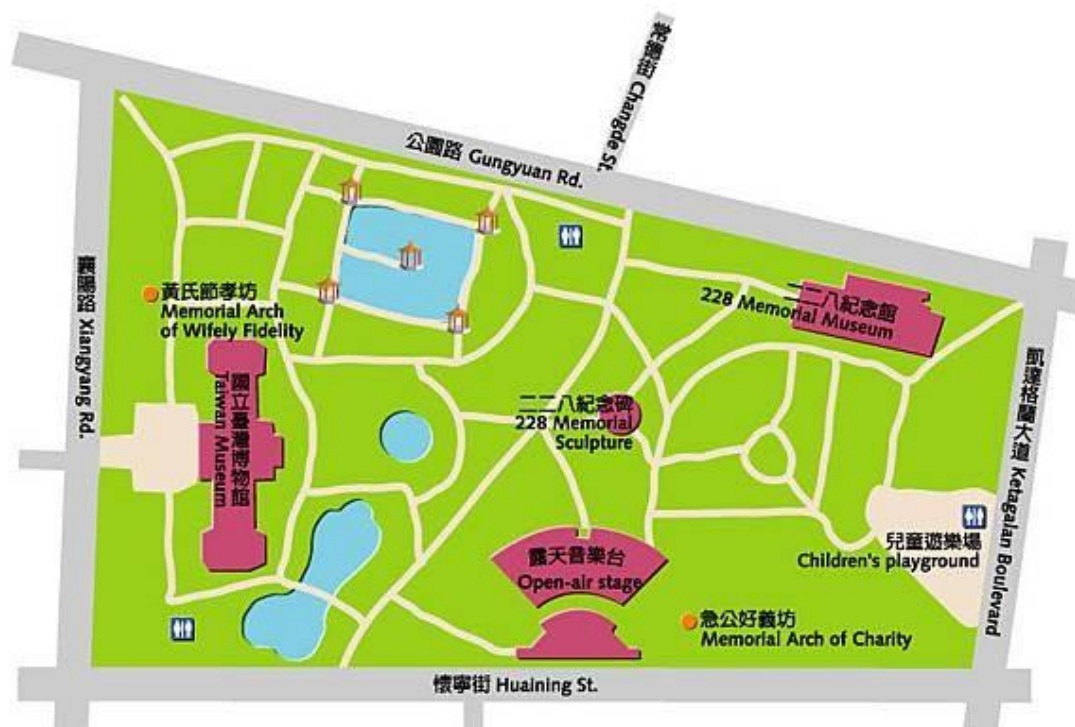 常德街 Changde St.
公園路 Gungyuan Rd.
襄陽路 Xiangyang Rd.
黃氏節孝坊
Memorial Arch
of Wifely Fidelity
國立臺灣博物館
Taiwan Museum
二二八紀念館
228 Memorial Museum
二二八紀念碑
228 Memorial
Sculpture
凱達格蘭大道 Ketagalan Boulevard
兒童遊樂場
Children's playground
露天音樂台
Open-air stage
急公好義坊
Memorial Arch of Charity
懷寧街 Huaining St.